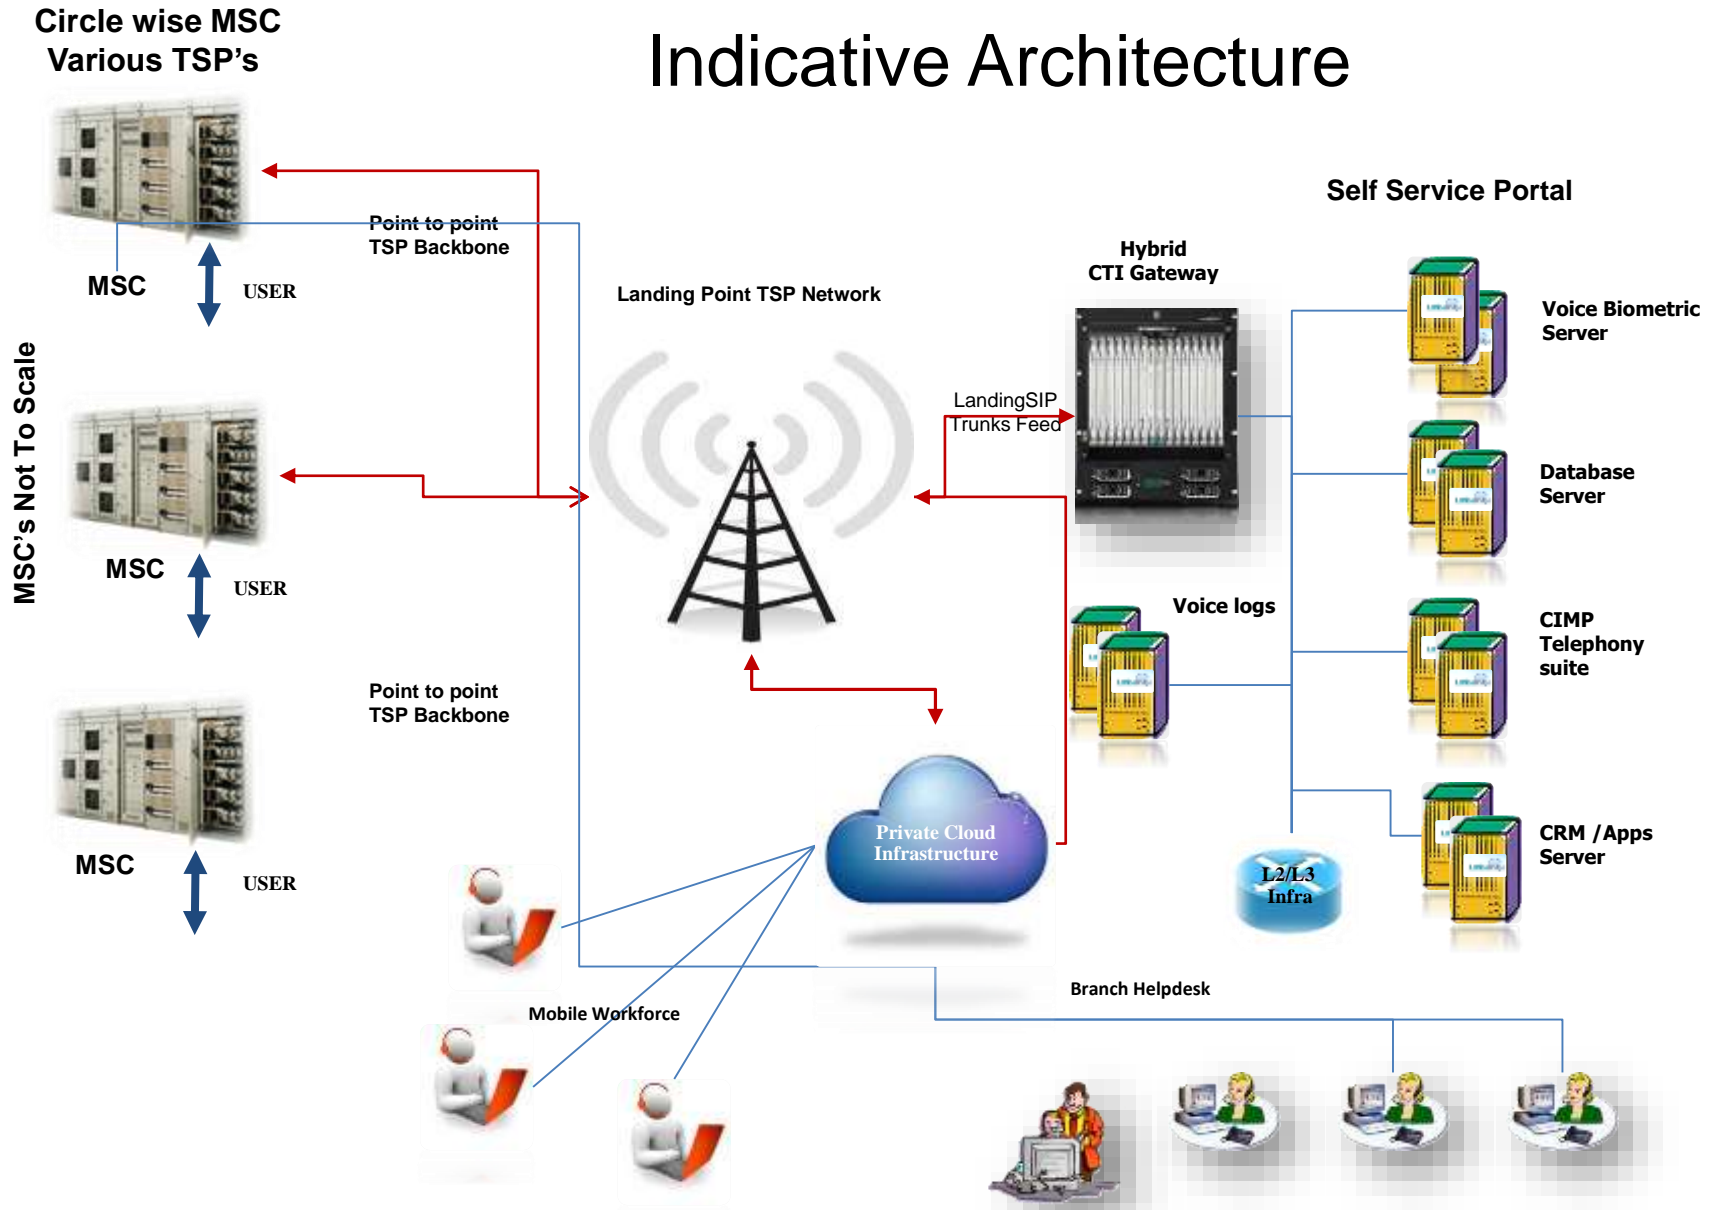 Circle wise MSC
Various TSP's
Indicative Architecture
Self Service Portal
Point to point
TSP Backbone
Hybrid
CTI Gateway
MSC
USER
Landing Point TSP Network
Voice Biometric
Server
MSC's Not To Scale
LandingSIP
Trunks Feed
Database
Server
MSC
USER
Voice logs
CIMP
Telephony
suite
Point to point
TSP Backbone
Private Cloud
Infrastructure
CRM /Apps
Server
MSC
USER
L2/L3
Infra
Branch Helpdesk
Mobile Workforce